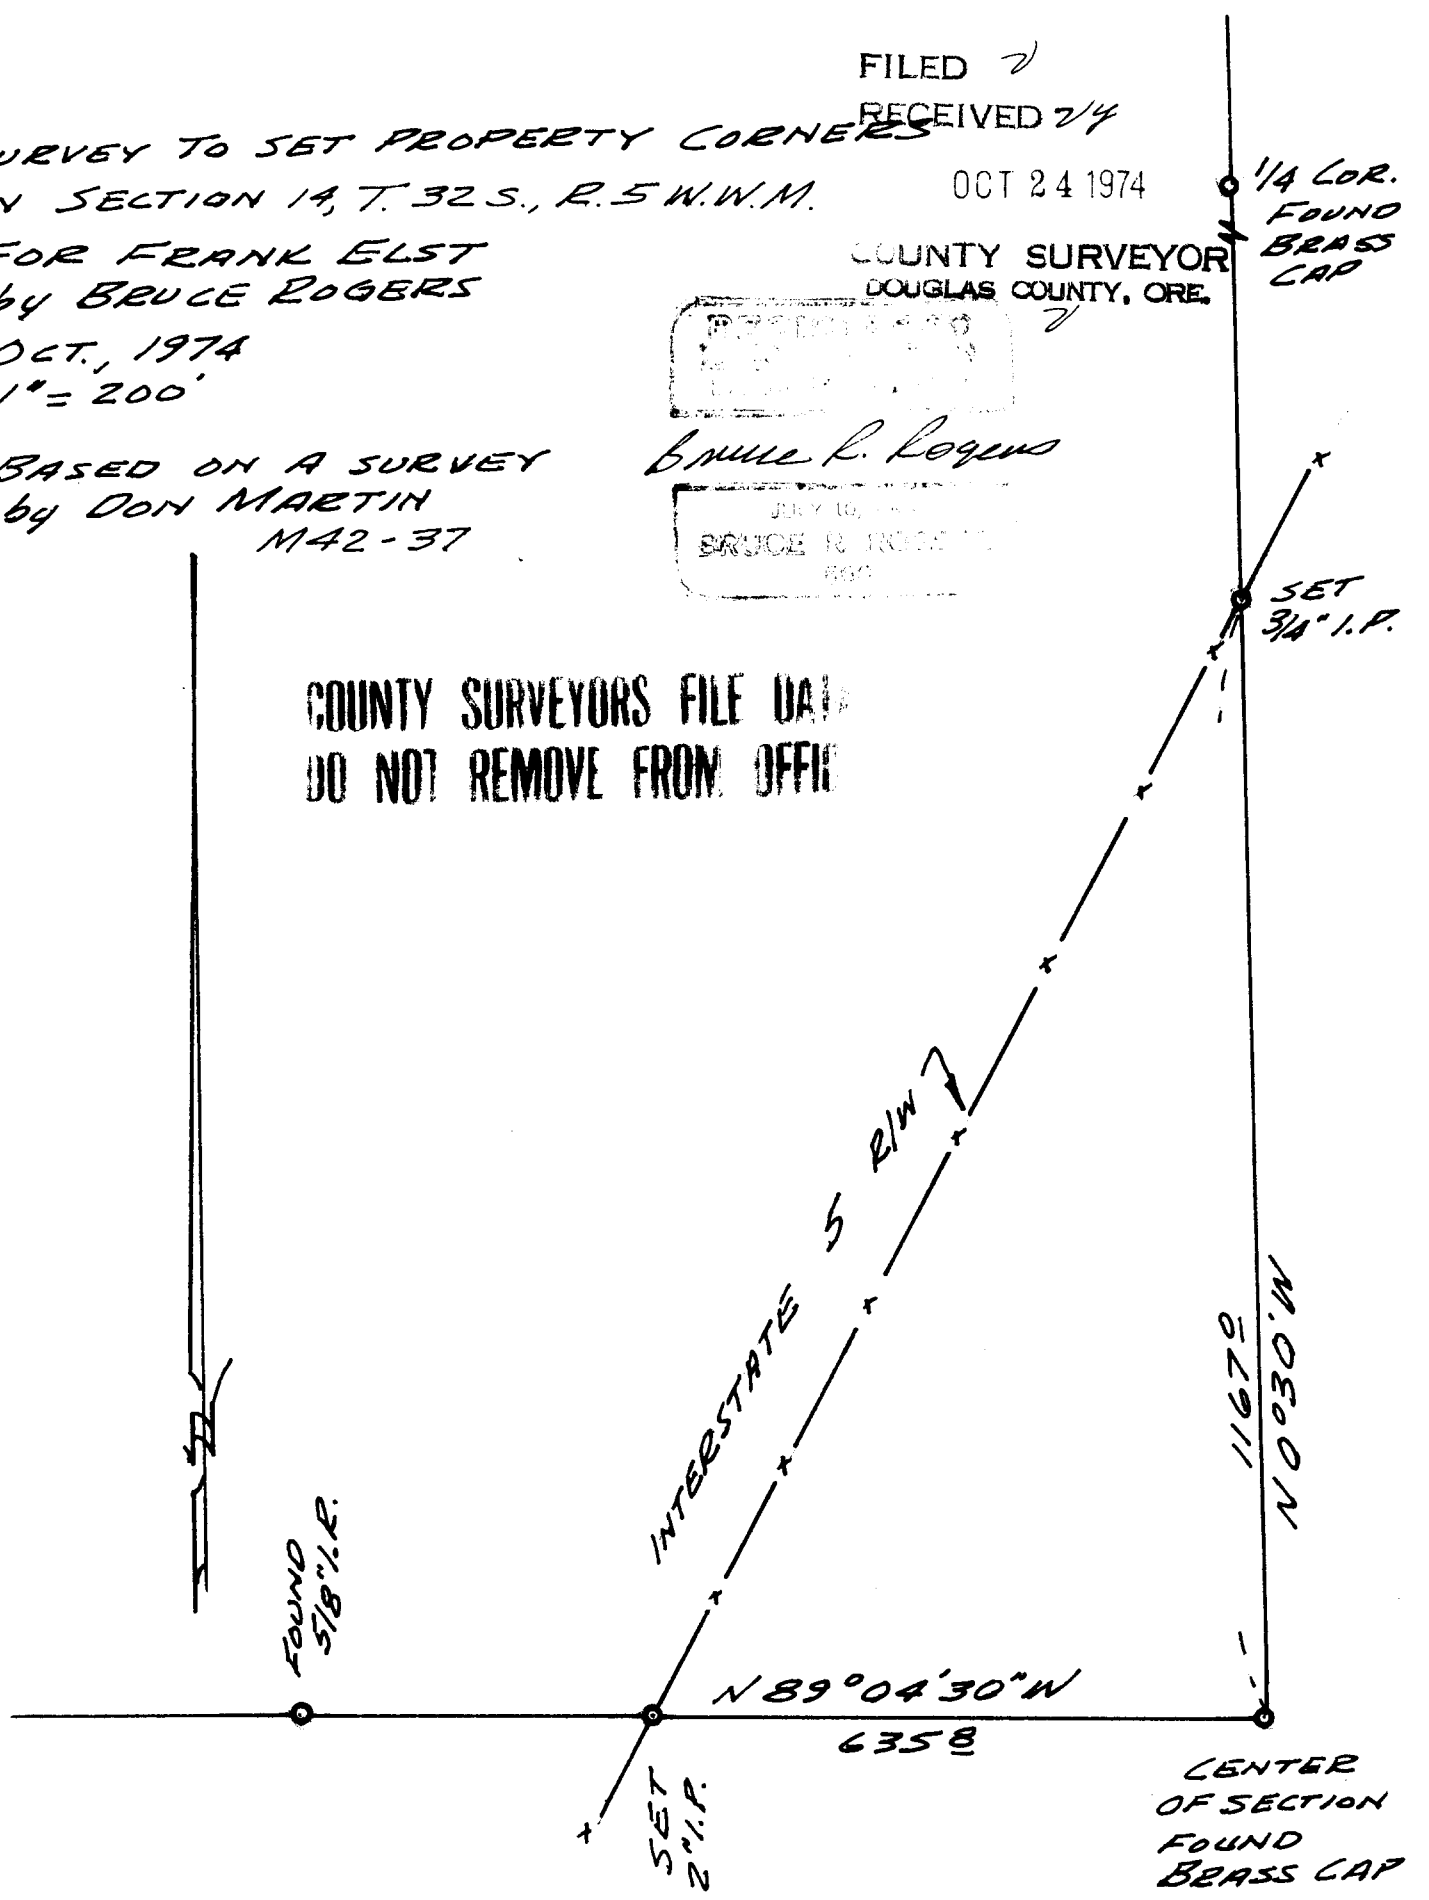 FILED
RECEIVED
OCT 24 1974
COUNTY SURVEYOR
DOUGLAS COUNTY, ORE.
URVEY TO SET PROPERTY CORNERS
N SECTION 14, T. 32 S., R. 5 W. W. M.
FOR FRANK ELST
by BRUCE ROGERS
OCT., 1974
1" = 200'
BASED ON A SURVEY
by DON MARTIN
M42-37
Bruce R. Rogers
JULY 10,
BRUCE R.
COUNTY SURVEYORS FILE
DO NOT REMOVE FROM
1/4 COR.
FOUND
BRASS
CAP
SET
3/4" I.P.
INTERSTATE 5 R/W
1167 0
N 0°30' W
FOUND
5/8" I.R.
N 89°04'30" W
635 8
SET
2" I.P.
CENTER
OF SECTION
FOUND
BRASS CAP